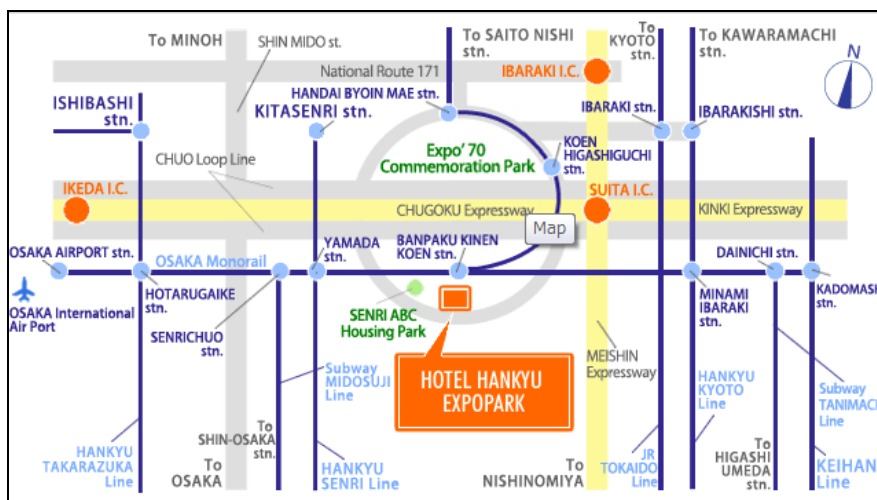 To MINOH
SHIN MIDO st.
To SAITO NISHI
stn.
To
KYOTO
stn.
To KAWARAMACHI
stn.
N
National Route 171
IBARAKI I.C.
ISHIBASHI
stn.
HANDAI BYOIN MAE stn.
KITASENRI stn.
IBARAKI stn.
IBARAKISHI stn.
Expo' 70
Commemoration Park
KOEN
HIGASHIGUCHI
stn.
CHUO Loop Line
IKEDA I.C.
SUITA I.C.
CHUGOKU Expressway
KINKI Expressway
Map
OSAKA AIRPORT stn.
OSAKA Monorail
YAMADA
stn.
BANPAKU KINEN
KOEN stn.
DAINICHI stn.
OSAKA International
Air Port
HOTARUGAIKE
stn.
SENRICHUO
stn.
SENRI ABC
Housing Park
MINAMI
IBARAKI
stn.
KADOMASH
stn.
HOTEL HANKYU
EXPOPARK
MEISHIN
Expressway
Subway
MIDOSUJI
Line
HANKYU
KYOTO
Line
Subway
TANIMAC
Line
HANKYU
TAKARAZUKA
Line
To
OSAKA
To
SHIN-OSAKA
stn.
HANKYU
SENRI Line
To
NISHINOMIYA
JR
TOKAIDO
Line
To
HIGASHI
UMEDA
stn.
KEIHAN
Line